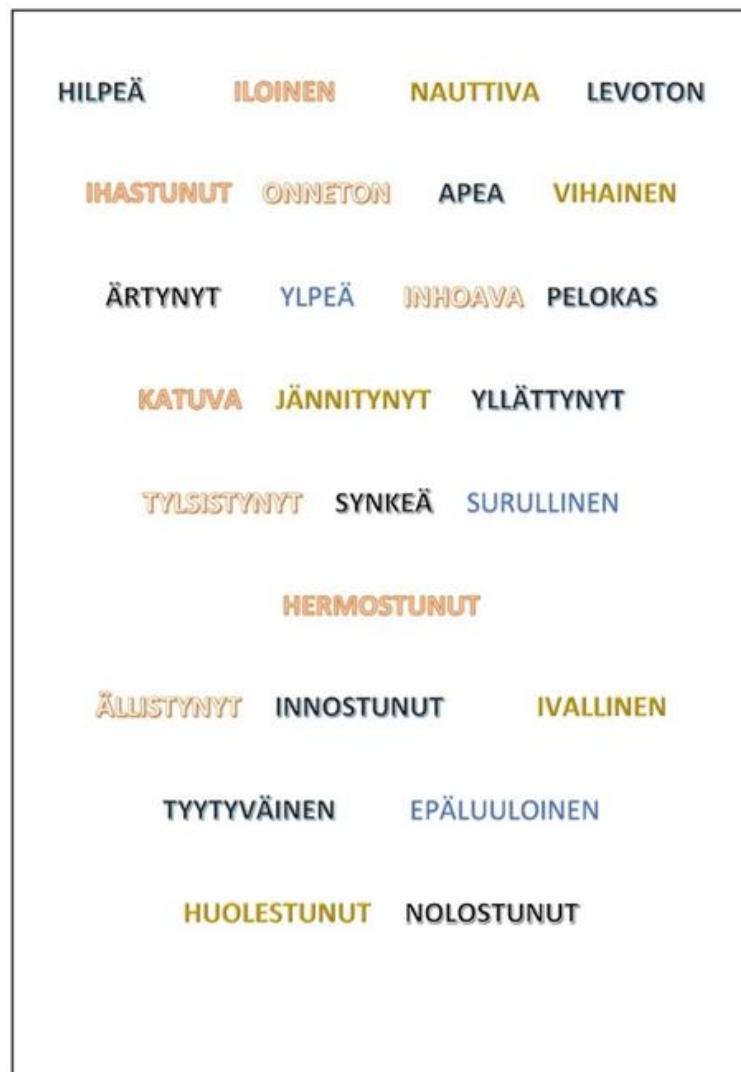 HILPEÄ ILOINEN NAUTTIVA LEVOTON
IHASTUNUT ONNETON APEA VIHAINEN
ÄRTYNYT YLPEÄ INHOAVA PELOKAS
KATUVA JÄNNITYNYT YLLÄTTYNYT
TYLSISTYNYT SYNKEÄ SURULLINEN
HERMOSTUNUT
ÄLLISTYNYT INNOSTUNUT IVALLINEN
TYYTYVÄINEN EPÄLUULOINEN
HUOLESTUNUT NOLOSTUNUT